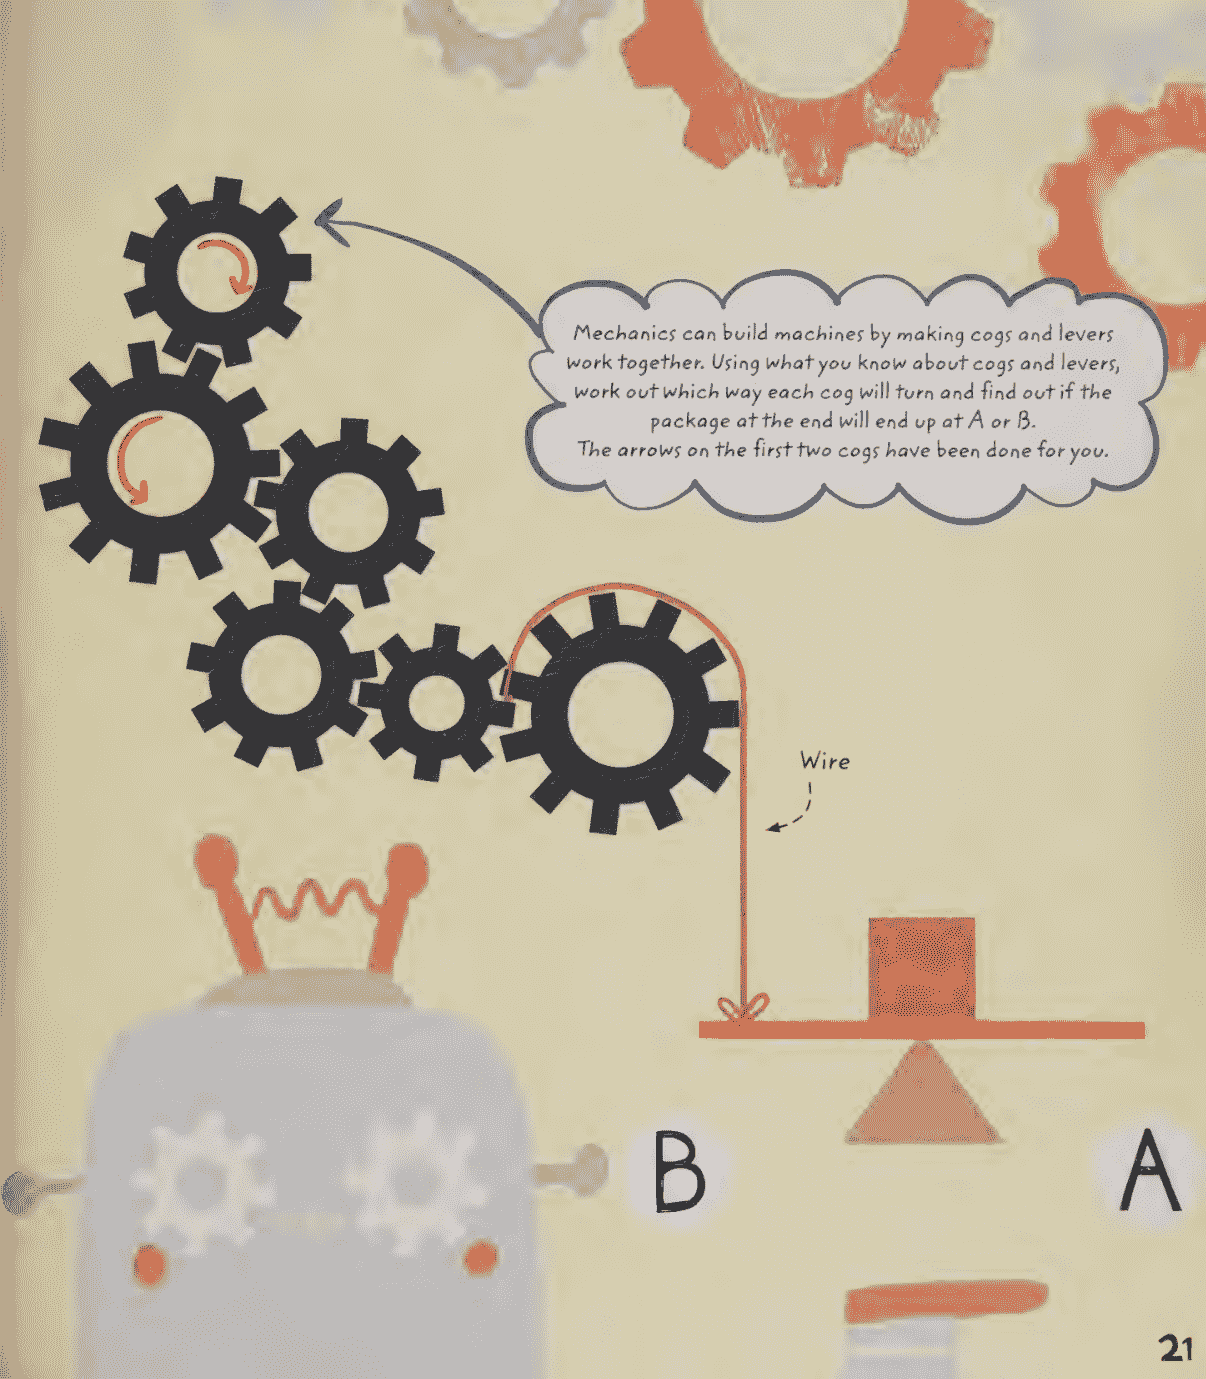 Mechanics can build machines by making cogs and levers
work together. Using what you know about cogs and levers,
work out which way each cog will turn and find out if the
package at the end will end up at A or B.
The arrows on the first two cogs have been done for you.
Wire
B
A
21